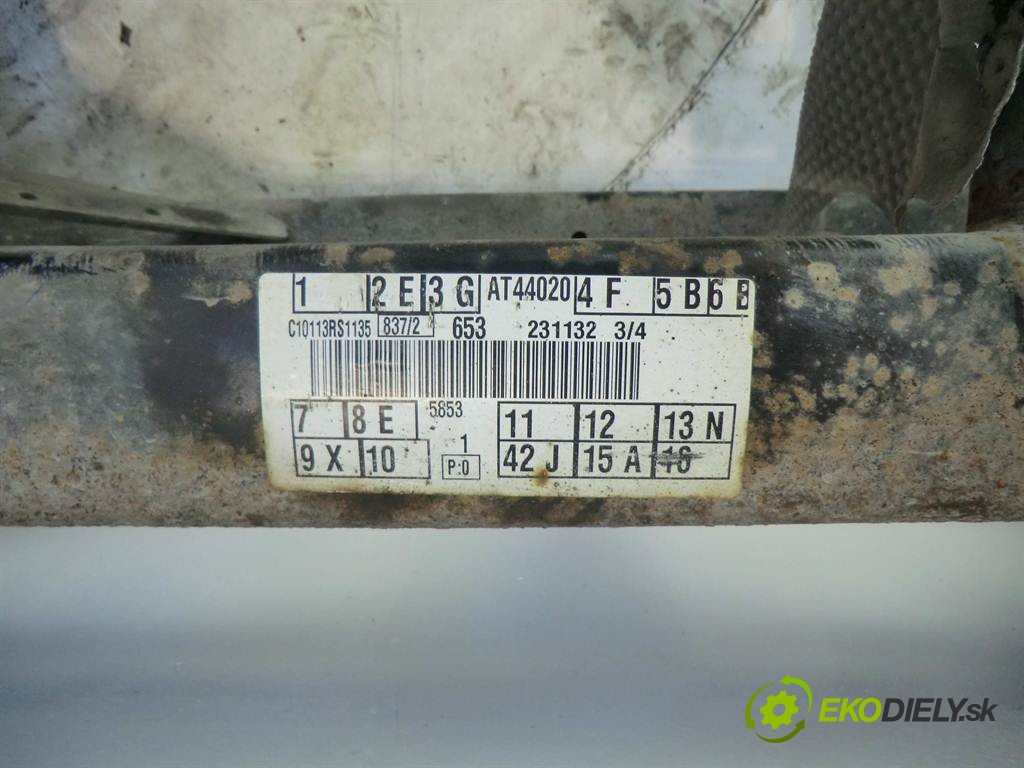 1 2 E 3 G AT44020 4 F 5 B 6 B
C10113RS1135 837/2 653 231132 3/4
7 8 E 5853 11 12 13 N
9 X 10 1 P:0 42 J 15 A 16
EKODIELY.sk